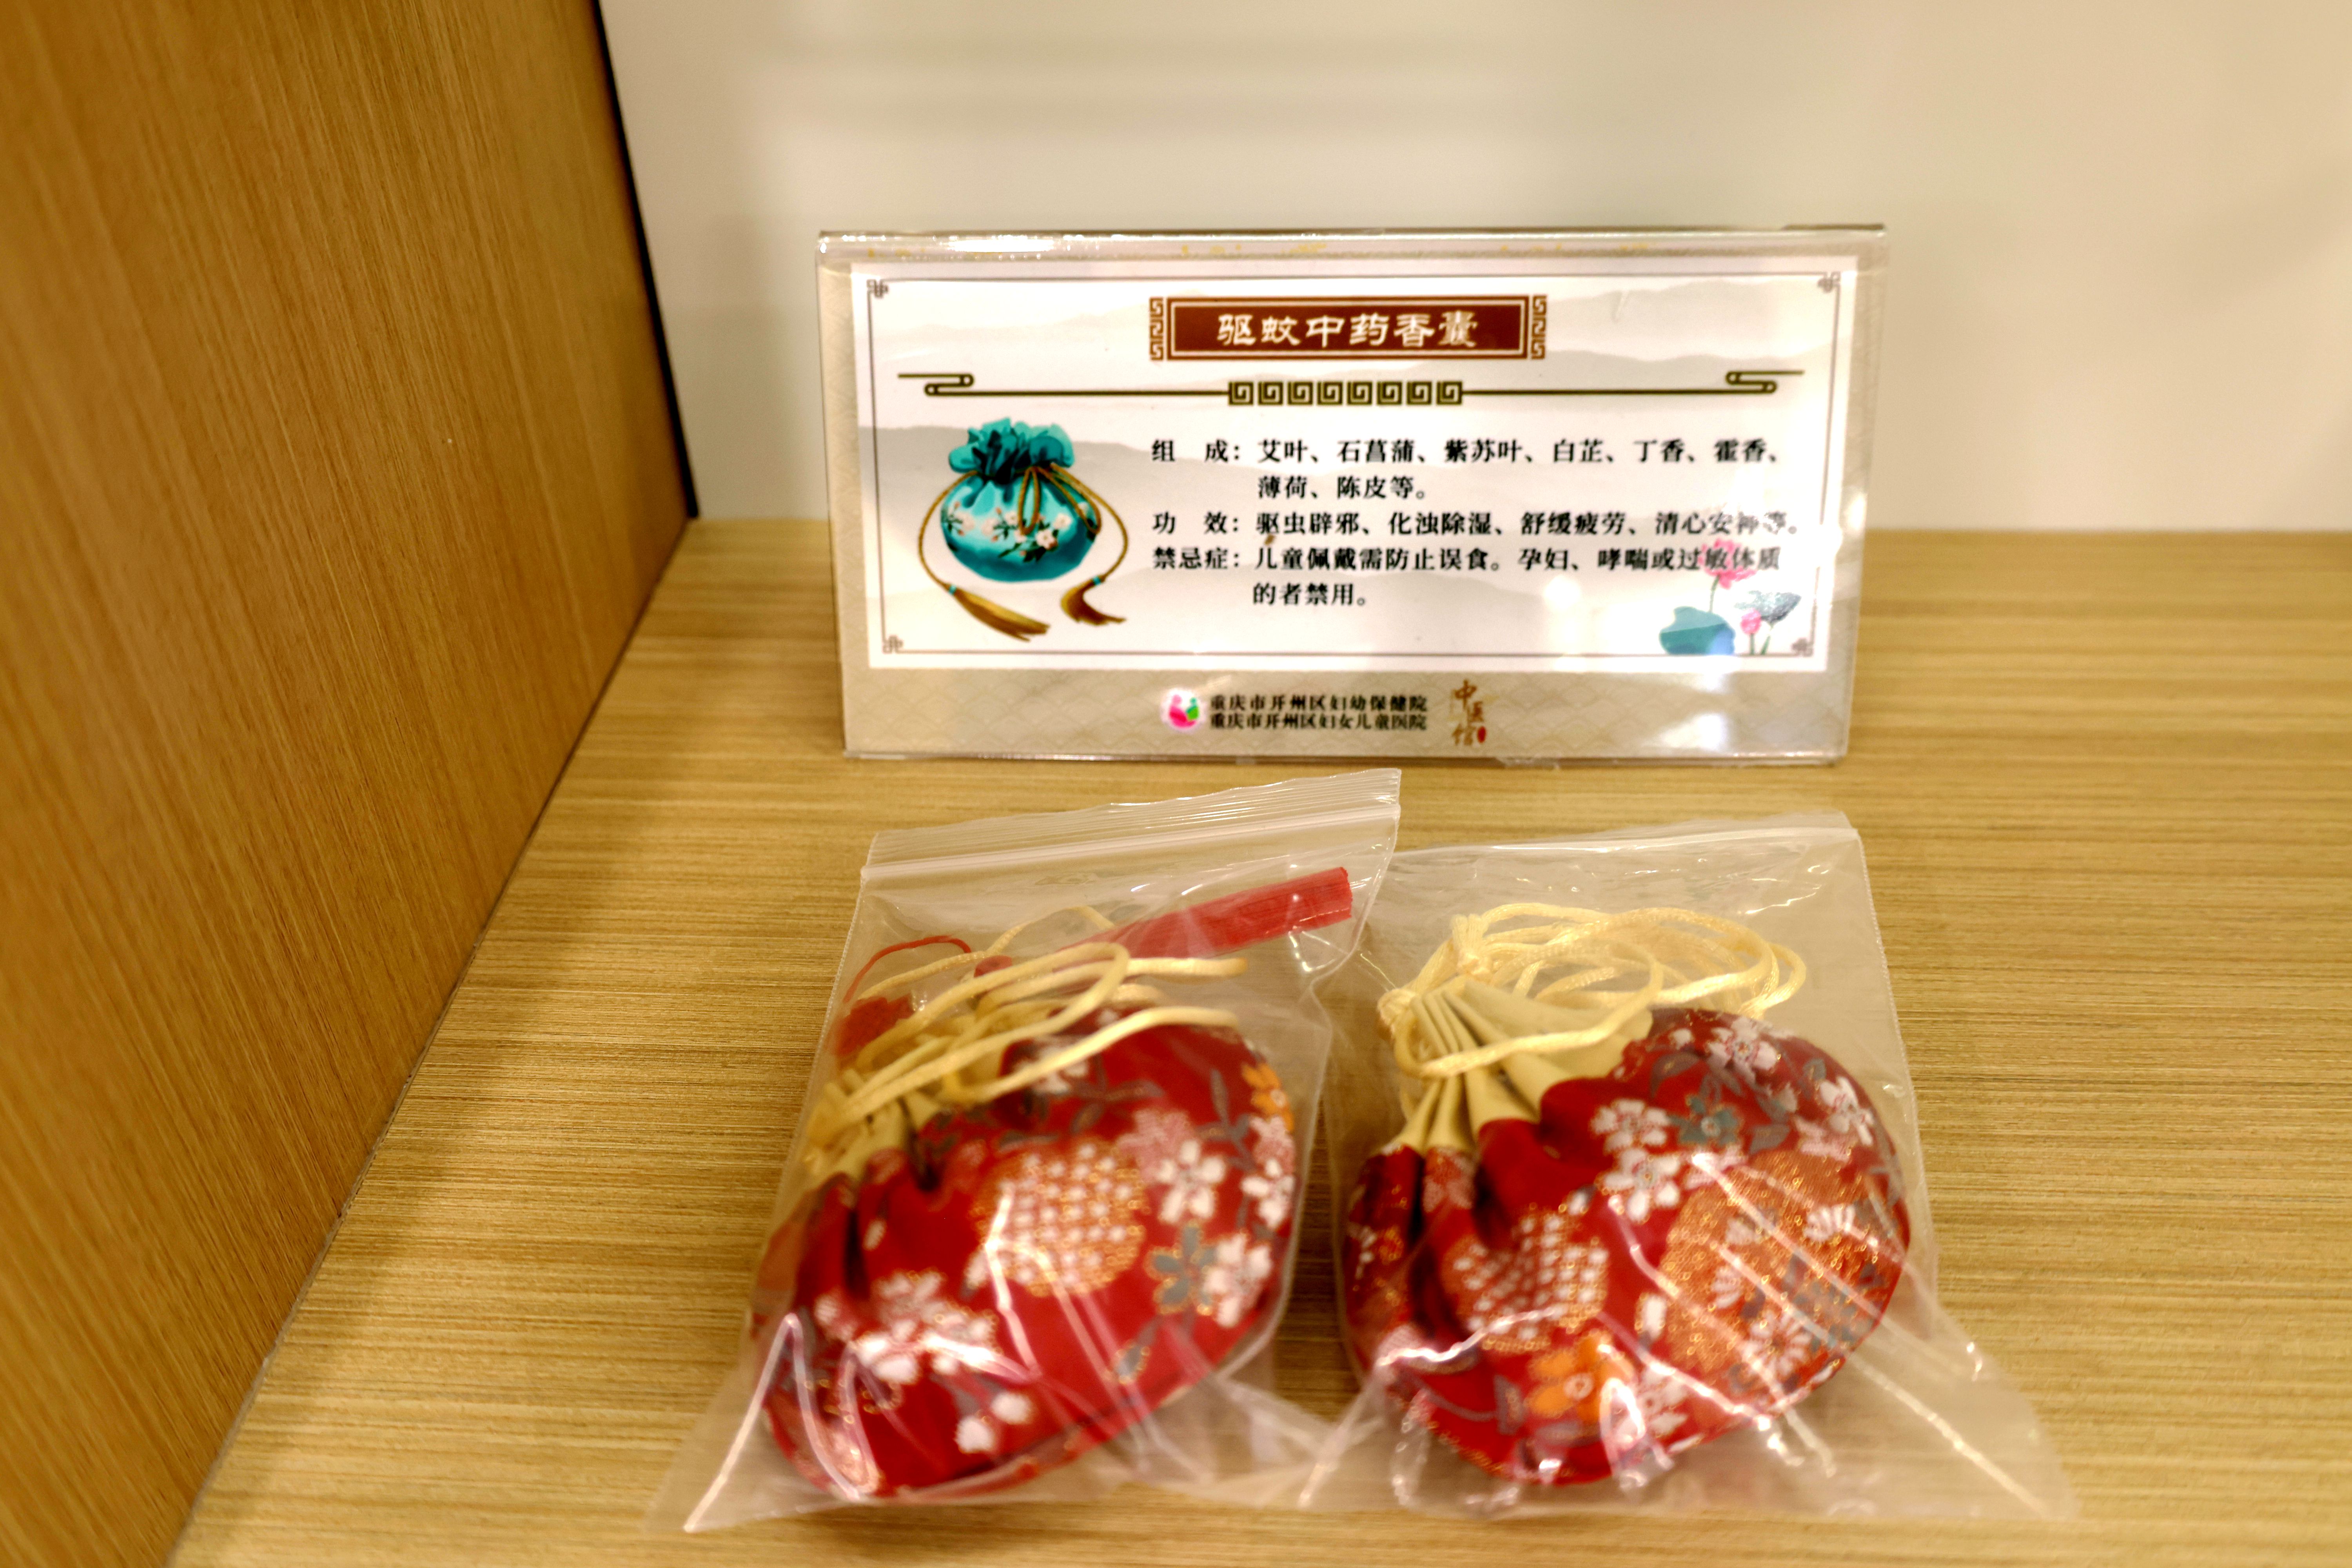 驱蚊中药香囊
组 成：艾叶、石菖蒲、紫苏叶、白芷、丁香、霍香、
薄荷、陈皮等。
功 效：驱虫辟邪、化浊除湿、舒缓疲劳、清心安神等。
禁忌症：儿童佩戴需防止误食。孕妇、哮喘或过敏体质
的者禁用。
重庆市开州区妇幼保健院
重庆市开州区妇女儿童医院
中医馆